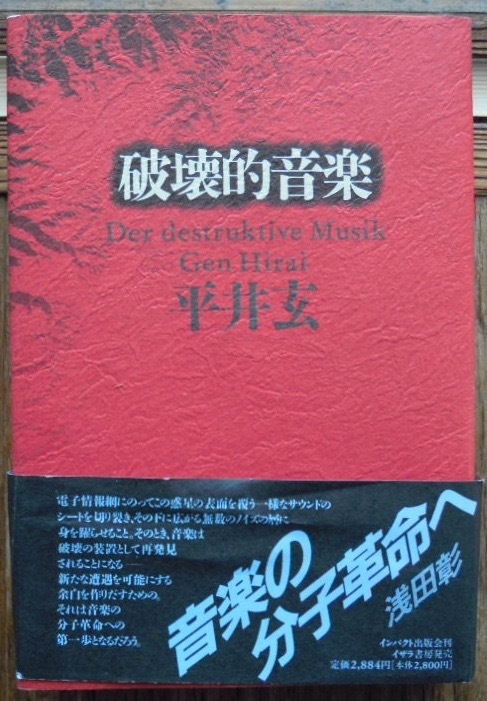 破壊的音楽
Der destruktive Musik
Gen Hirai
平井玄
電子情報網にのってこの惑星の表面を覆う一様なサウンドの
シートを切り裂き、その下に広がる無数のノイズの層に
身を躍らせること。そのとき、音楽は
破壊の装置として再発見
されることになる──
新たな遭遇を可能にする
余白を作りだすための。
それは音楽の
分子革命への
第一歩となるだろう。
音楽の
分子革命へ
浅田彰
インパクト出版会刊
イザラ書房発売
定価2,884円[本体2,800円]